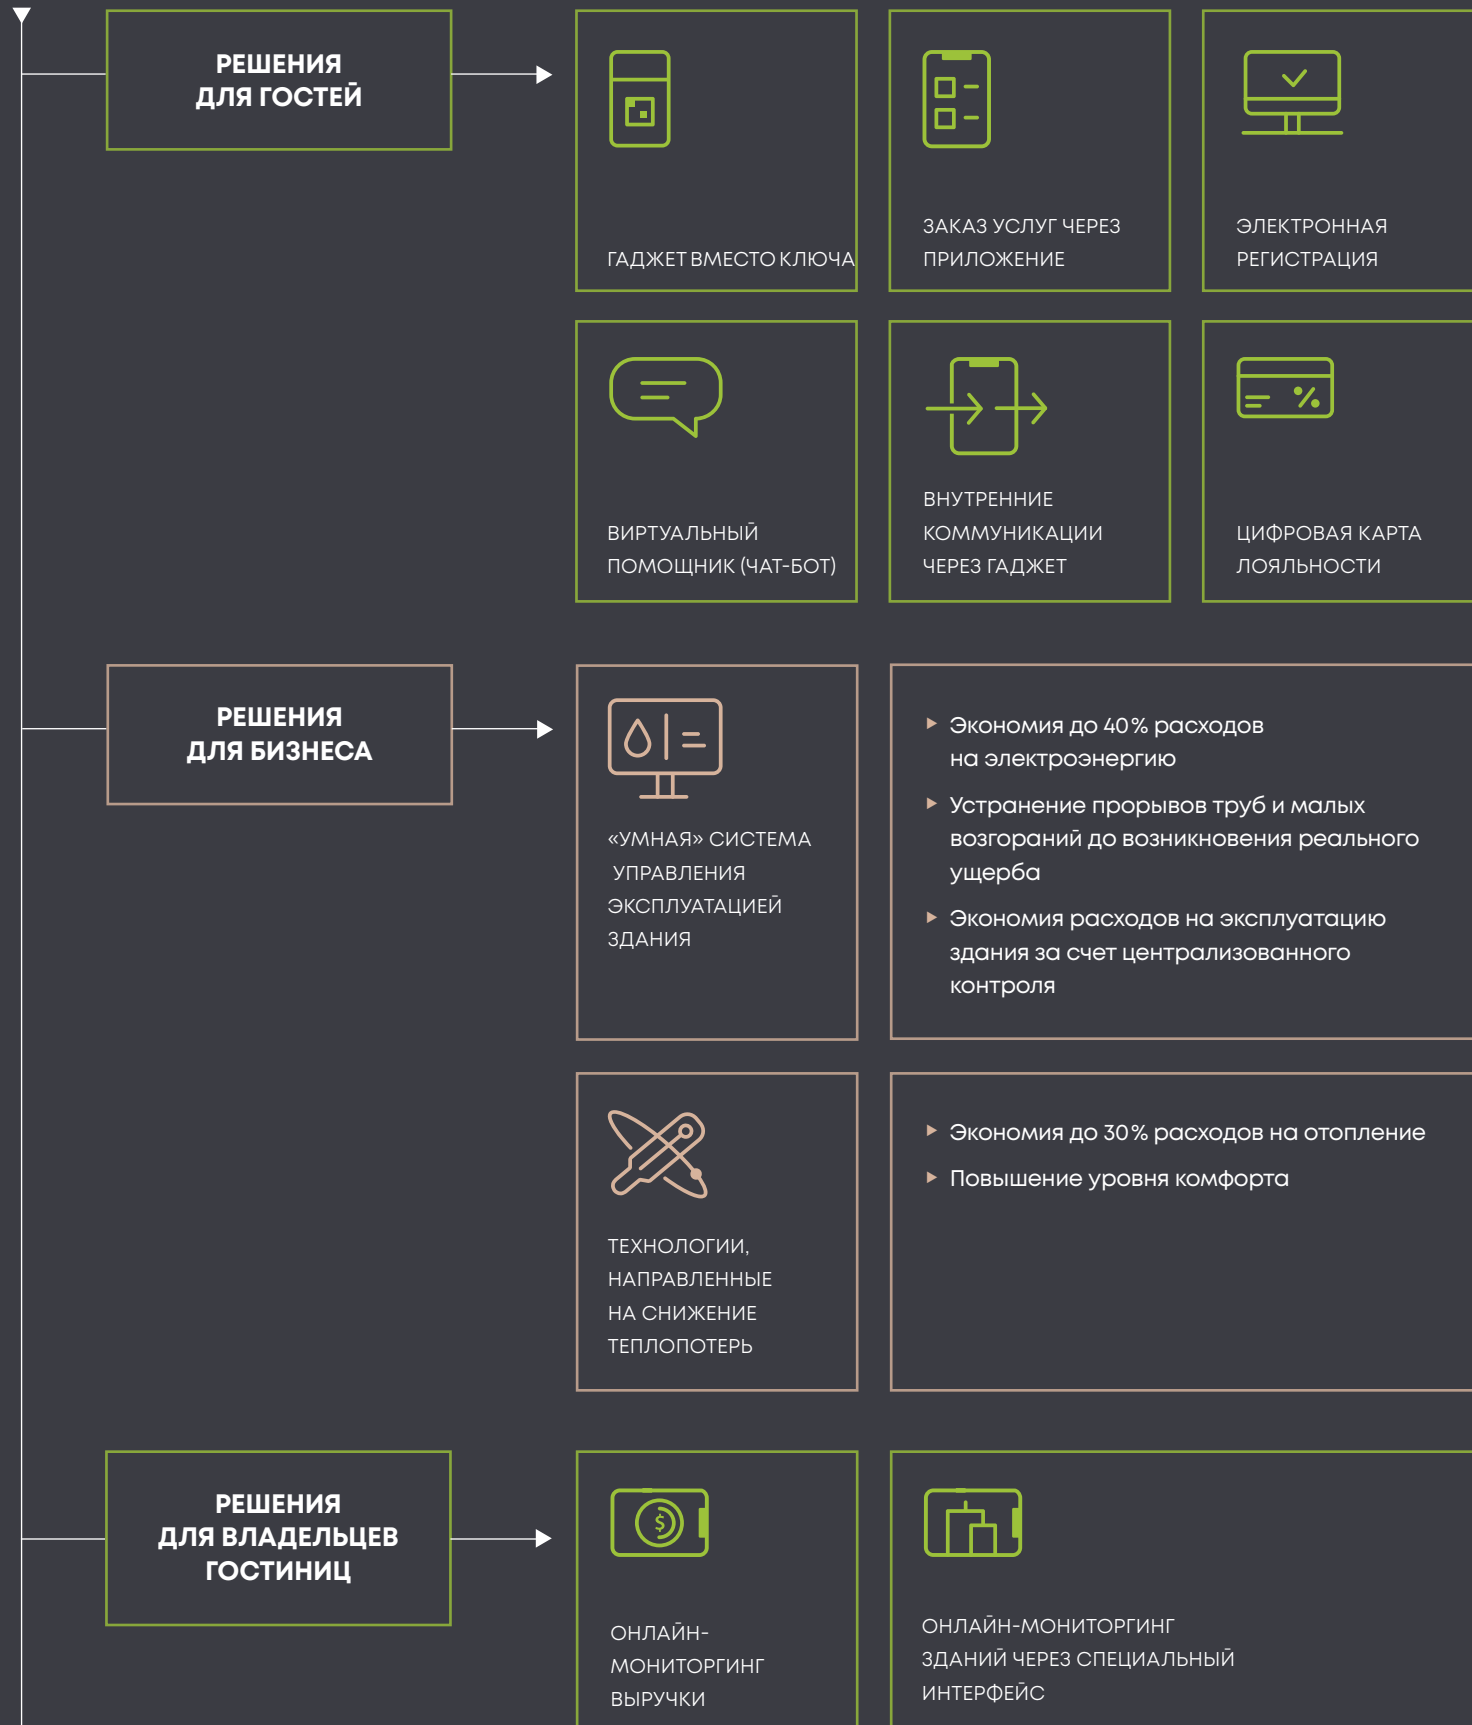 РЕШЕНИЯ
ДЛЯ ГОСТЕЙ
ГАДЖЕТ ВМЕСТО КЛЮЧА
ЗАКАЗ УСЛУГ ЧЕРЕЗ
ПРИЛОЖЕНИЕ
ЭЛЕКТРОННАЯ
РЕГИСТРАЦИЯ
ВИРТУАЛЬНЫЙ
ПОМОЩНИК (ЧАТ-БОТ)
ВНУТРЕННИЕ
КОММУНИКАЦИИ
ЧЕРЕЗ ГАДЖЕТ
ЦИФРОВАЯ КАРТА
ЛОЯЛЬНОСТИ
РЕШЕНИЯ
ДЛЯ БИЗНЕСА
«УМНАЯ» СИСТЕМА
УПРАВЛЕНИЯ
ЭКСПЛУАТАЦИЕЙ
ЗДАНИЯ
Экономия до 40% расходов
на электроэнергию
Устранение прорывов труб и малых
возгораний до возникновения реального
ущерба
Экономия расходов на эксплуатацию
здания за счет централизованного
контроля
ТЕХНОЛОГИИ,
НАПРАВЛЕННЫЕ
НА СНИЖЕНИЕ
ТЕПЛОПОТЕРЬ
Экономия до 30% расходов на отопление
Повышение уровня комфорта
РЕШЕНИЯ
ДЛЯ ВЛАДЕЛЬЦЕВ
ГОСТИНИЦ
$
ОНЛАЙН-
МОНИТОРГИНГ
ВЫРУЧКИ
ОНЛАЙН-МОНИТОРГИНГ
ЗДАНИЙ ЧЕРЕЗ СПЕЦИАЛЬНЫЙ
ИНТЕРФЕЙС